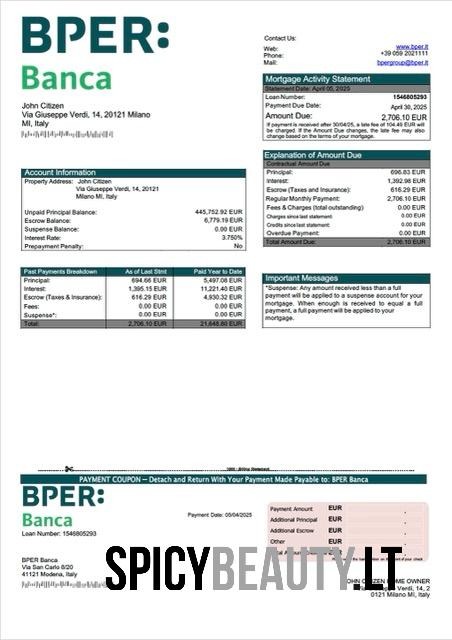 BPER:
Banca
Contact Us:
Web: www.bper.it
Phone: +39 059 2021111
Mail: bpergroup@bper.it
John Citizen
Via Giuseppe Verdi, 14, 20121 Milano
MI, Italy
Mortgage Activity Statement
Statement Date: April 05, 2025
Loan Number: 1546805293
Payment Due Date: April 30, 2025
Amount Due: 2,706.10 EUR
If payment is received after 30/04/25, a late fee of 104.49 EUR will
be charged. If the Amount Due changes, the late fee may also
change based on the terms of your mortgage.
Explanation of Amount Due
Contractual Amount Due
Principal: 696.83 EUR
Interest: 1,392.98 EUR
Escrow (Taxes and Insurance): 616.29 EUR
Regular Monthly Payment: 2,706.10 EUR
Fees & Charges (total outstanding) 0.00 EUR
Charges since last statement: 0.00 EUR
Credits since last statement: 0.00 EUR
Overdue Payment: 0.00 EUR
Total Amount Due: 2,706.10 EUR
Account Information
Property Address: John Citizen
Via Giuseppe Verdi, 14, 20121
Milano MI, Italy
Unpaid Principal Balance: 445,752.92 EUR
Escrow Balance: 6,779.19 EUR
Suspense Balance: 0.00 EUR
Interest Rate: 3.750%
Prepayment Penalty: No
Past Payments Breakdown As of Last Stmt Paid Year to Date
Principal: 694.66 EUR 5,497.08 EUR
Interest: 1,395.15 EUR 11,221.40 EUR
Escrow (Taxes & Insurance): 616.29 EUR 4,930.32 EUR
Fees: 0.00 EUR 0.00 EUR
Suspense*: 0.00 EUR 0.00 EUR
Total: 2,706.10 EUR 21,648.80 EUR
Important Messages
*Suspense: Any amount received less than a full
payment will be applied to a suspense account for your
mortgage. When enough is received to equal a full
payment, a full payment will be applied to your
mortgage.
PAYMENT COUPON — Detach and Return With Your Payment Made Payable to: BPER Banca
BPER:
Banca
Loan Number: 1546805293
Payment Date: 05/04/2025
Payment Amount EUR .
Additional Principal EUR .
Additional Escrow EUR .
Other EUR .
BPER Banca
Via San Carlo 8/20
41121 Modena, Italy
SPICYBEAUTY.LT